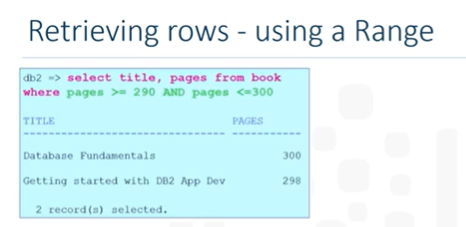 Retrieving rows - using a Range
db2 => select title, pages from book
where pages >= 290 AND pages <=300
TITLE PAGES
------------------------------ ----------
Database Fundamentals 300
Getting started with DB2 App Dev 298
2 record(s) selected.